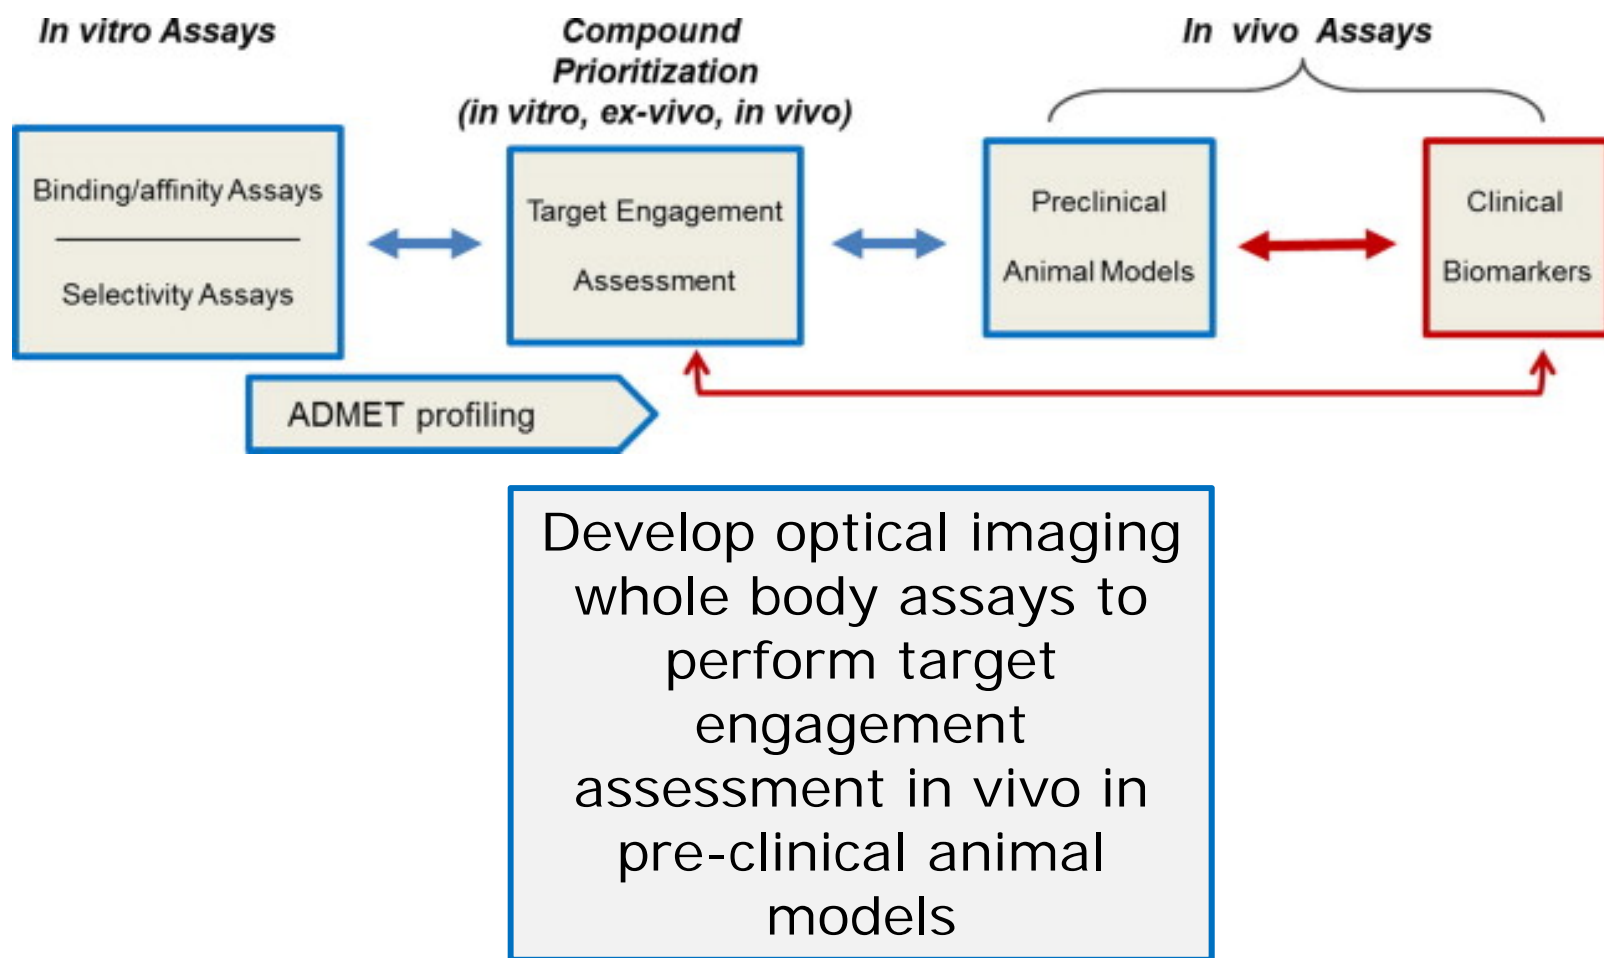 In vitro Assays
Compound
Prioritization
(in vitro, ex-vivo, in vivo)
In vivo Assays
Binding/affinity Assays
Selectivity Assays
Target Engagement
Assessment
Preclinical
Animal Models
Clinical
Biomarkers
ADMET profiling
Develop optical imaging
whole body assays to
perform target
engagement
assessment in vivo in
pre-clinical animal
models